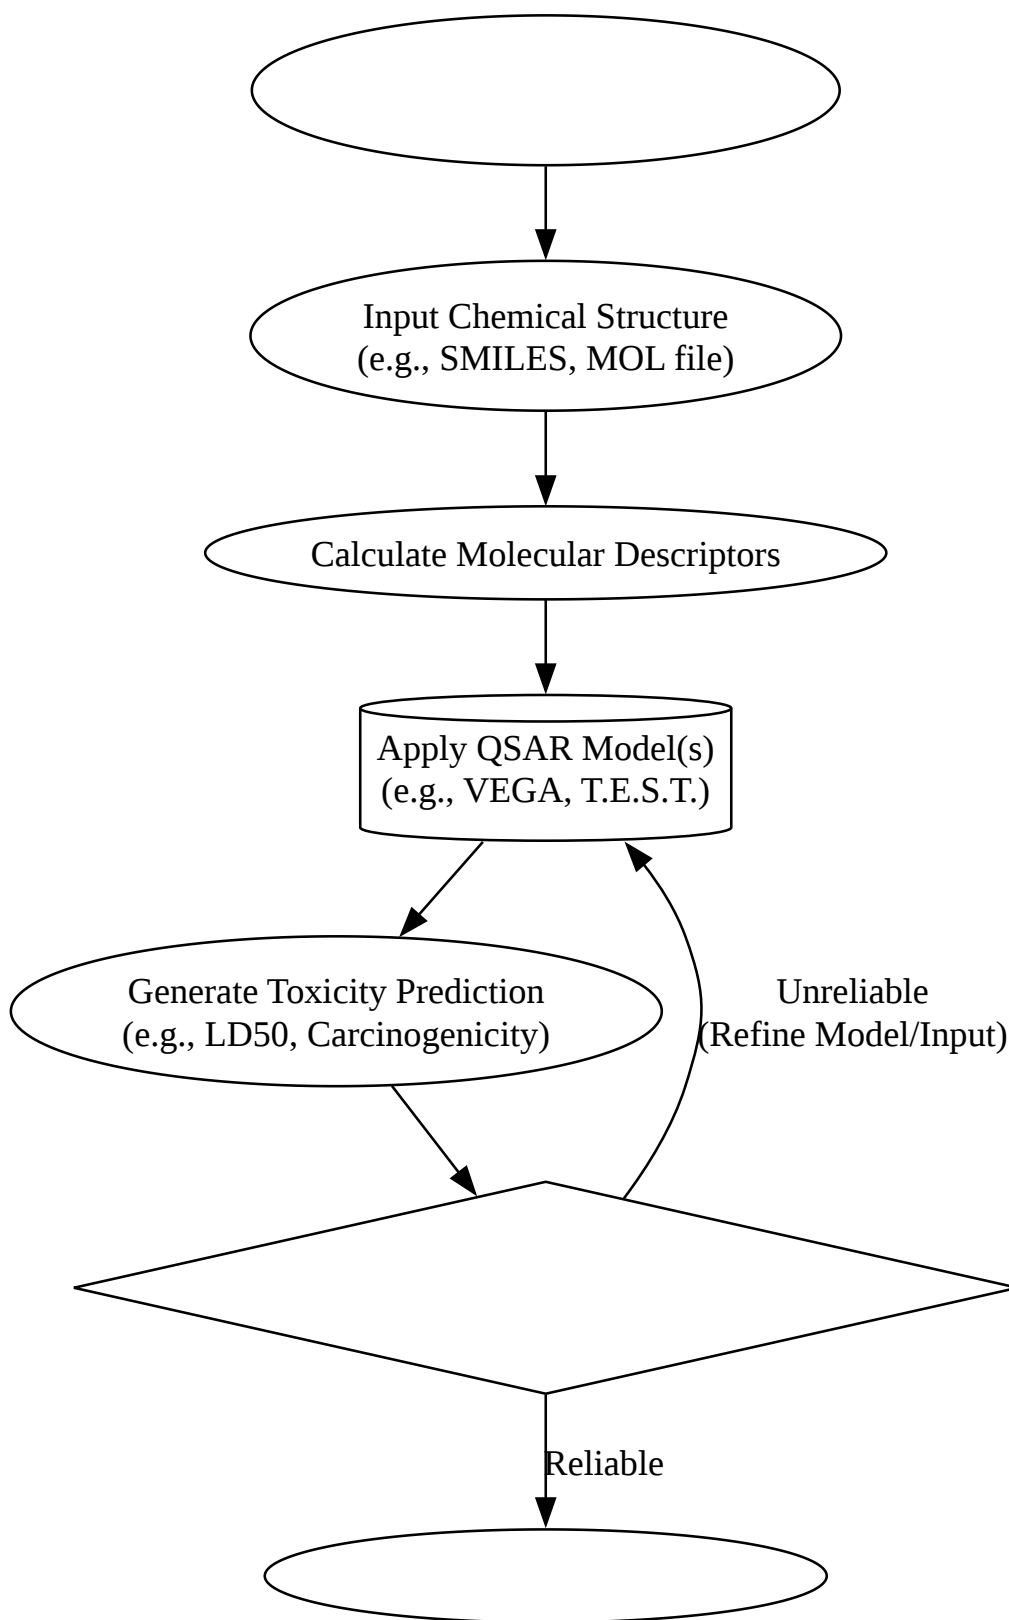 Input Chemical Structure
(e.g., SMILES, MOL file)
Calculate Molecular Descriptors
Apply QSAR Model(s)
(e.g., VEGA, T.E.S.T.)
Generate Toxicity Prediction
(e.g., LD50, Carcinogenicity)
Unreliable
(Refine Model/Input)
Reliable